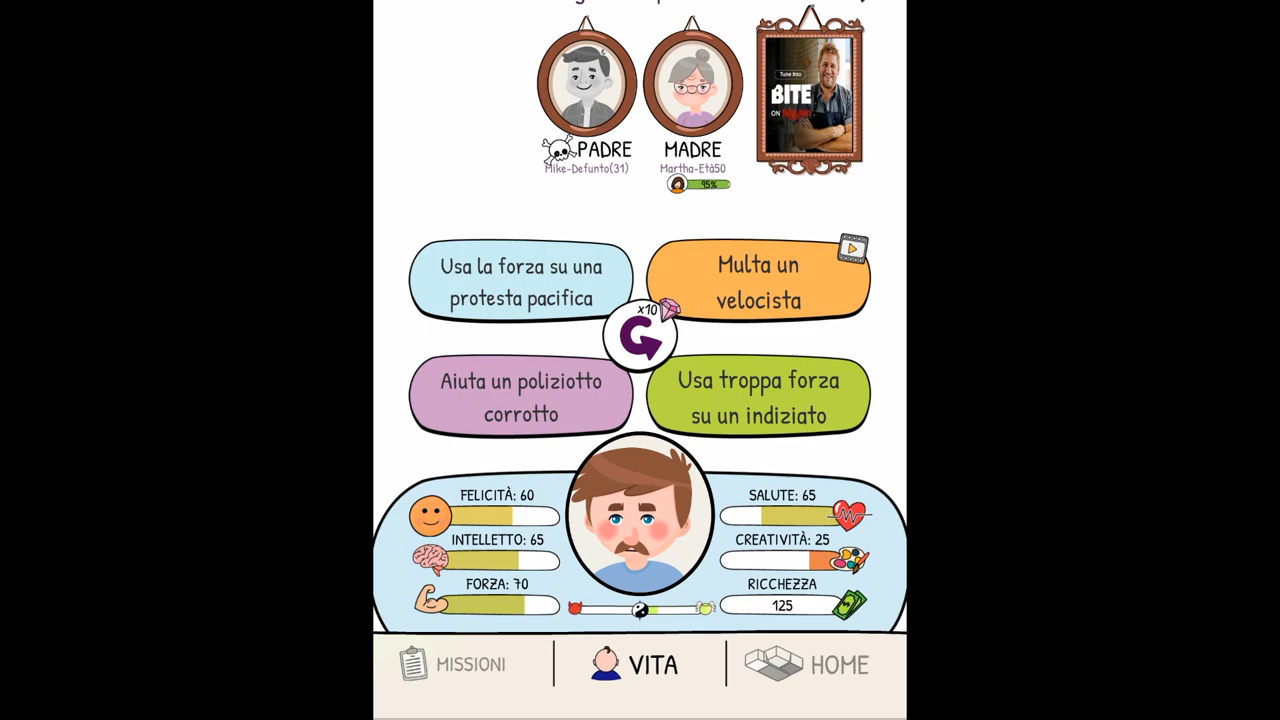 PADRE
Mike-Defunto(31)
MADRE
Martha-Età50
95%
Tune Into
BITE
ON
Usa la forza su una
protesta pacifica
Multa un
velocista
x10
Aiuta un poliziotto
corrotto
Usa troppa forza
su un indiziato
FELICITÀ: 60
SALUTE: 65
INTELLETTO: 65
CREATIVITÀ: 25
FORZA: 70
RICCHEZZA
125
MISSIONI
VITA
HOME